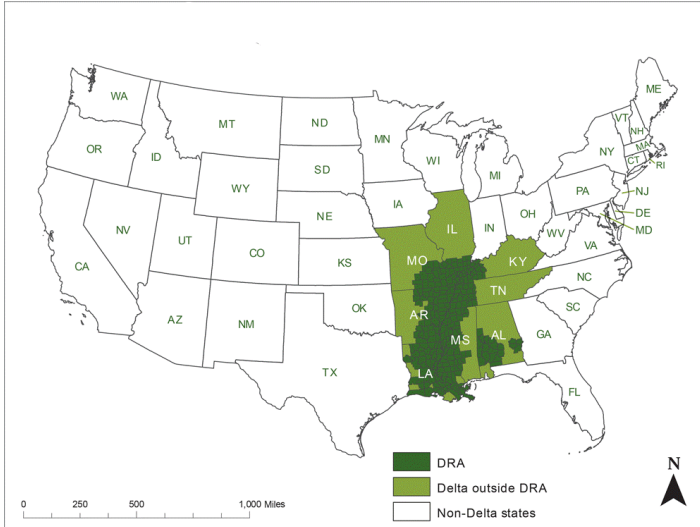 WA
MT
ND
MN
ME
VT
NH
OR
ID
WY
SD
WI
MI
NY
MA
CT
RI
NV
UT
CO
NE
IA
IL
IN
OH
PA
NJ
DE
MD
WV
VA
CA
AZ
NM
KS
MO
KY
NC
OK
AR
TN
SC
TX
LA
MS
AL
GA
FL
DRA
Delta outside DRA
Non-Delta states
N
0 250 500 1,000 Miles